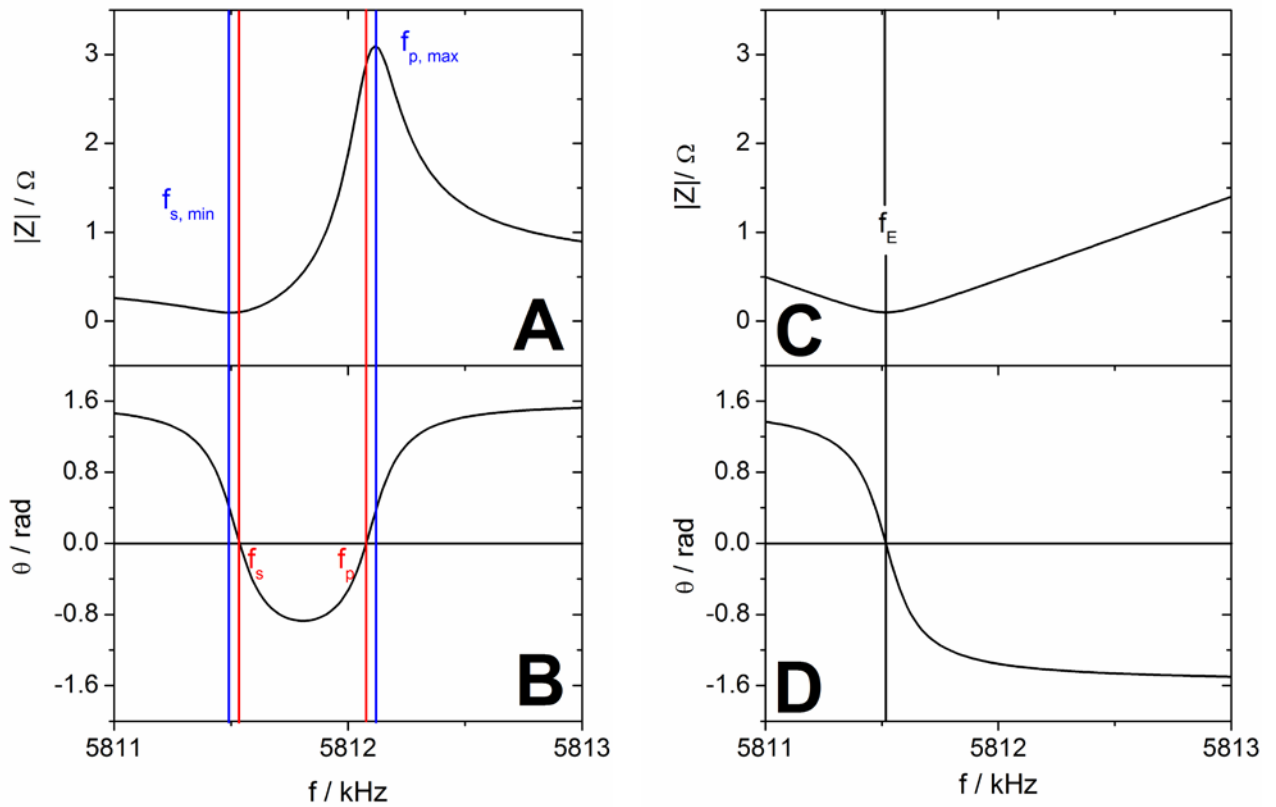 |Z| / Ω
3
2
1
0
f_s, min
f_p, max
A
θ / rad
1.6
0.8
0.0
-0.8
-1.6
f_s
f_p
B
5811
5812
5813
f / kHz
|Z|/ Ω
3
2
1
0
f_E
C
θ / rad
1.6
0.8
0.0
-0.8
-1.6
D
5811
5812
5813
f / kHz